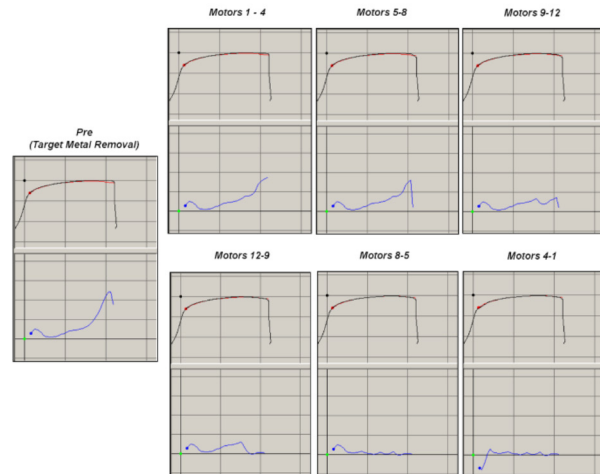 Motors 1 - 4
Motors 5-8
Motors 9-12
Pre
(Target Metal Removal)
Motors 12-9
Motors 8-5
Motors 4-1